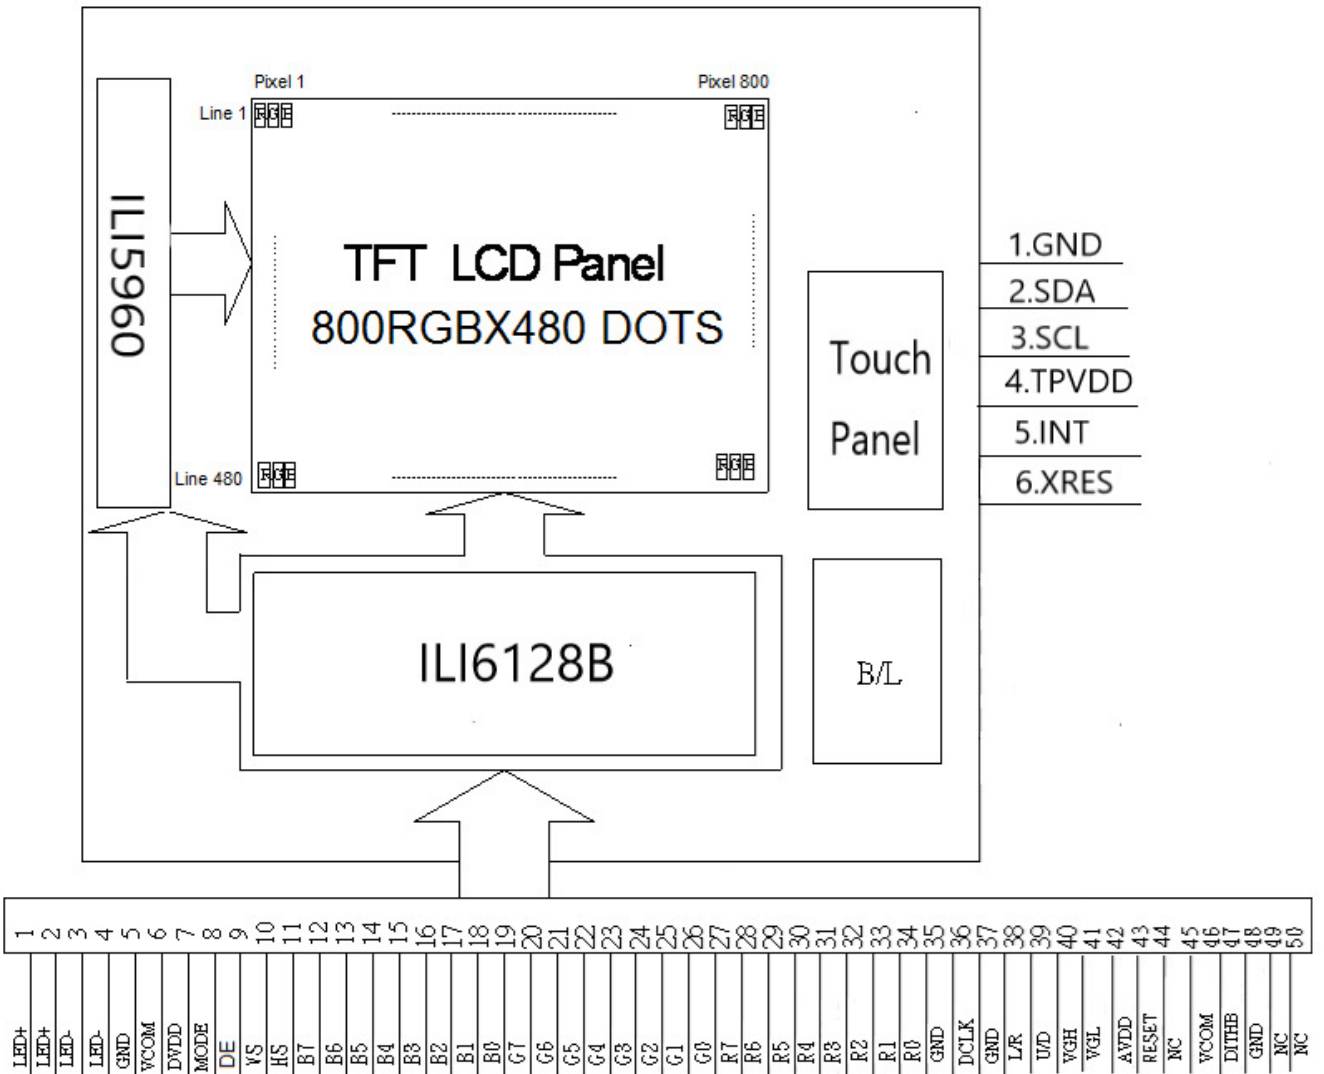 Pixel 1
Pixel 800
Line 1
RGB
RGB
ILI5960
TFT LCD Panel
800RGBX480 DOTS
Line 480
RGB
RGB
Touch
Panel
1.GND
2.SDA
3.SCL
4.TPVDD
5.INT
6.XRES
ILI6128B
B/L
1 2 3 4 5 6 7 8 9 10 11 12 13 14 15 16 17 18 19 20 21 22 23 24 25 26 27 28 29 30 31 32 33 34 35 36 37 38 39 40 41 42 43 44 45 46 47 48 49 50
LED+ LED+ LED- LED- GND VCOM DVDD MODE DE VS HS B7 B6 B5 B4 B3 B2 B1 B0 G7 G6 G5 G4 G3 G2 G1 G0 R7 R6 R5 R4 R3 R2 R1 R0 GND DCLK GND L/R U/D VGH VGL AVDD RESET NC VCOM DITHB GND NC NC